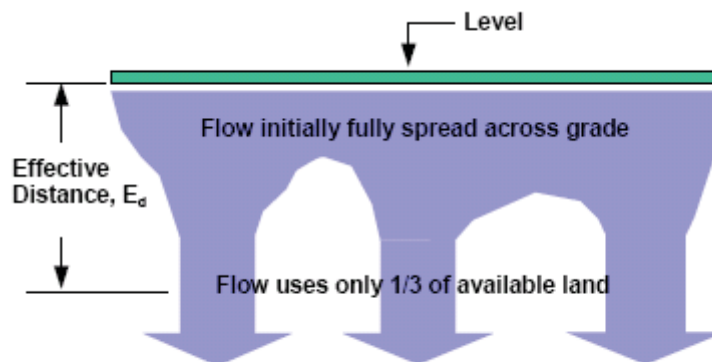 Level
Flow initially fully spread across grade
Effective
Distance, Ed
Flow uses only 1/3 of available land